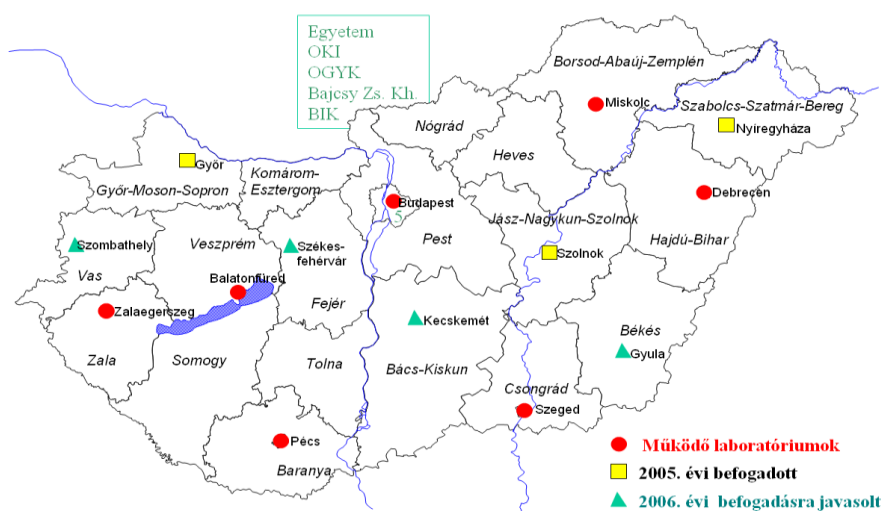 Egyetem
OKI
OGYK
Bajcsy Zs. Kh.
BIK
Borsod-Abaúj-Zemplén
Miskolc
Szabolcs-Szatmár-Bereg
Nyíregyháza
Nógrád
Heves
Győr
Komárom-
Esztergom
Győr-Moson-Sopron
Debrecen
Budapest
5
Jász-Nagykun-Szolnok
Pest
Hajdú-Bihar
Szombathely
Veszprém
Székes-
fehérvár
Szolnok
Vas
Balatonfüred
Fejér
Zalaegerszeg
Kecskemét
Békés
Gyula
Zala
Somogy
Tolna
Bács-Kiskun
Csongrád
Szeged
Pécs
Baranya
Működő laboratóriumok
2005. évi befogadott
2006. évi befogadásra javasolt